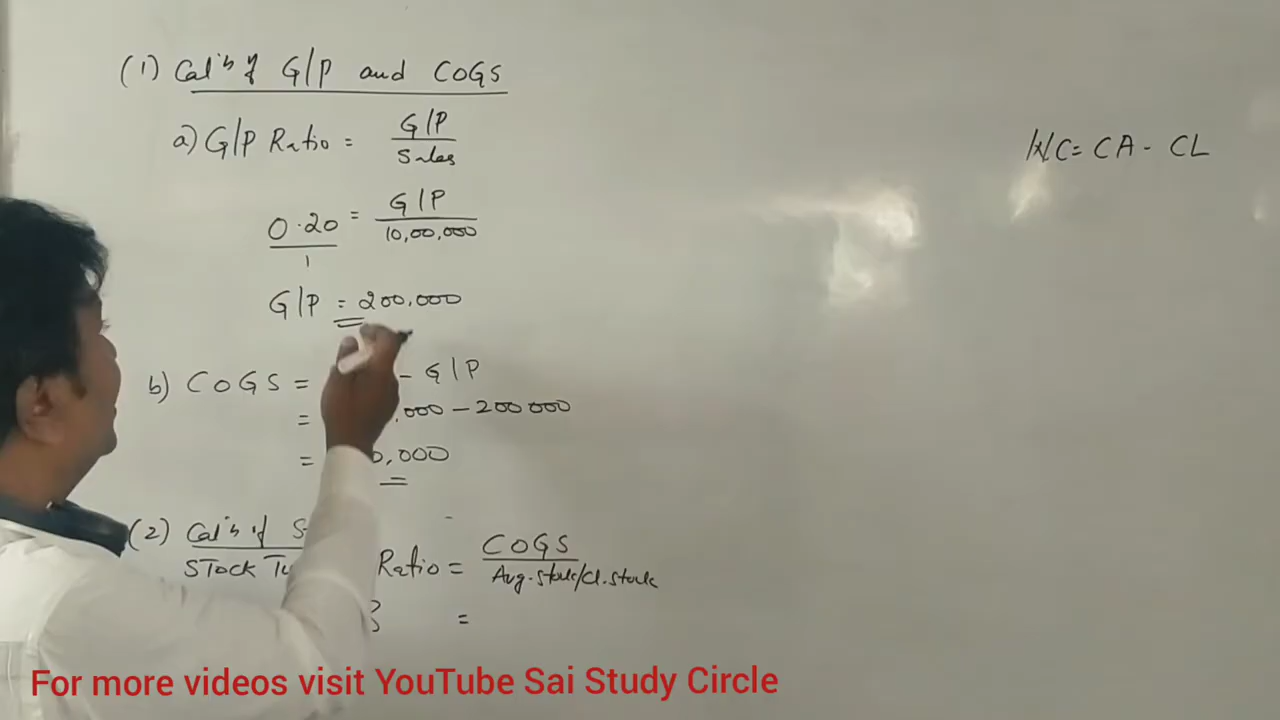 (1) Cal'n of G/P and COGS
a) G/P Ratio = G/P
Sales
0.20 = G/P
1 10,00,000
G/P = 200,000
b) COGS = - G/P
= ,000 - 200 000
= 0,000
(2) Cal'n of S
STock Tu Ratio = COGS
Avg.stock/Cl.stock
3 =
W/C = CA - CL
For more videos visit YouTube Sai Study Circle